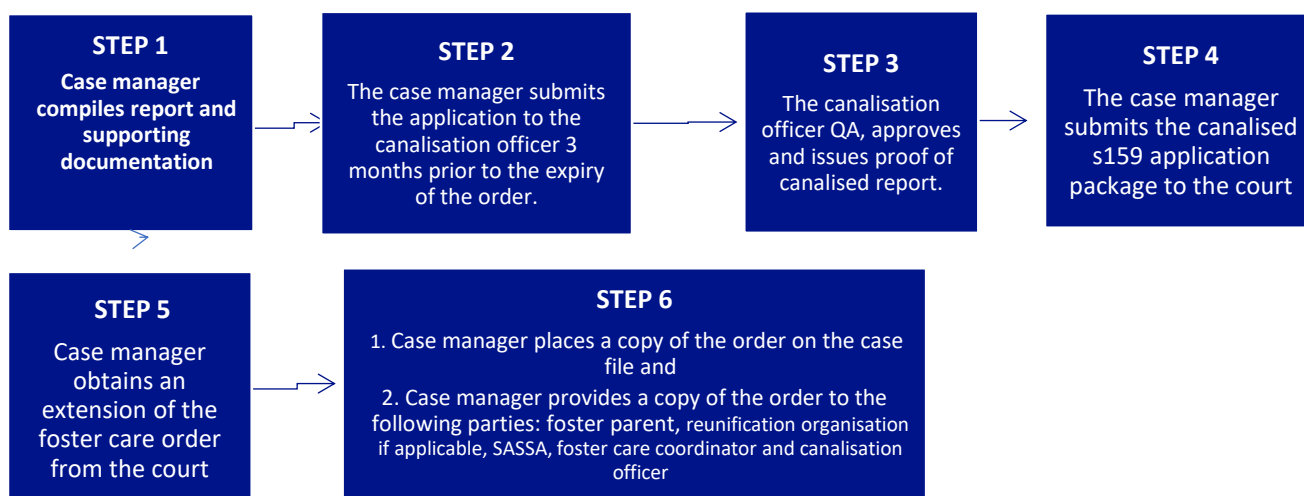 STEP 1
Case manager
compiles report and
supporting
documentation
STEP 2
The case manager submits
the application to the
canalisation officer 3
months prior to the expiry
of the order.
STEP 3
The canalisation
officer QA, approves
and issues proof of
canalised report.
STEP 4
The case manager
submits the canalised
s159 application
package to the court
STEP 5
Case manager
obtains an
extension of the
foster care order
from the court
STEP 6
1. Case manager places a copy of the order on the case
file and
2. Case manager provides a copy of the order to the
following parties: foster parent, reunification organisation
if applicable, SASSA, foster care coordinator and canalisation
officer